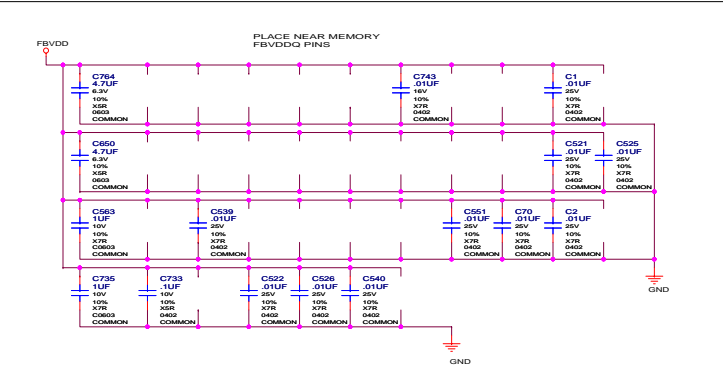 PLACE NEAR MEMORY
FBVDDQ PINS
FBVDD
C764
4.7UF
6.3V
10%
X5R
0603
COMMON
C743
.01UF
16V
10%
X7R
0402
COMMON
C1
.01UF
25V
10%
X7R
0402
COMMON
C650
4.7UF
6.3V
10%
X5R
0603
COMMON
C521
.01UF
25V
10%
X7R
0402
COMMON
C525
.01UF
25V
10%
X7R
0402
COMMON
C563
1UF
10V
10%
X7R
C0603
COMMON
C539
.01UF
25V
10%
X7R
0402
COMMON
C551
.01UF
25V
10%
X7R
0402
COMMON
C70
.01UF
25V
10%
X7R
0402
COMMON
C2
.01UF
25V
10%
X7R
0402
COMMON
C735
1UF
10V
10%
X7R
C0603
COMMON
C733
.1UF
10V
10%
X5R
0402
COMMON
C522
.01UF
25V
10%
X7R
0402
COMMON
C526
.01UF
25V
10%
X7R
0402
COMMON
C540
.01UF
25V
10%
X7R
0402
COMMON
GND
GND